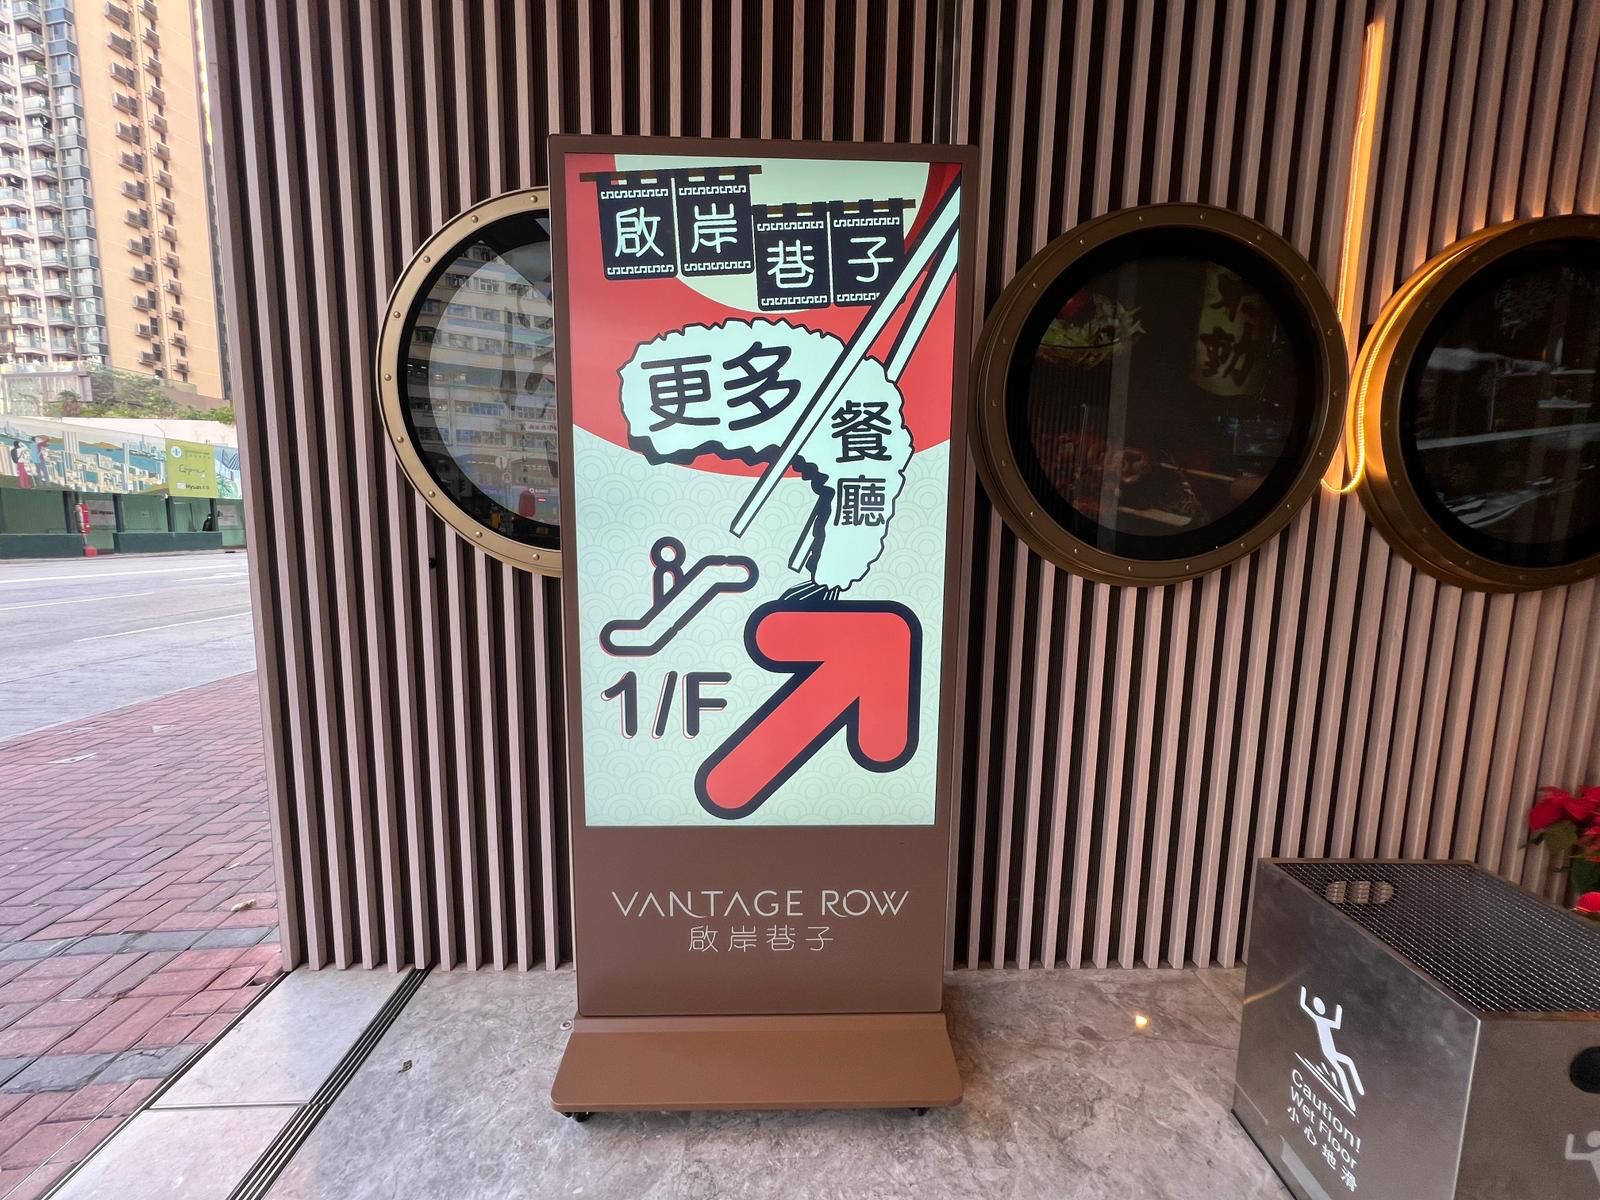 啟岸巷子
更多
餐廳
1/F
VANTAGE ROW
啟岸巷子
Caution!
Wet Floor
小心地滑